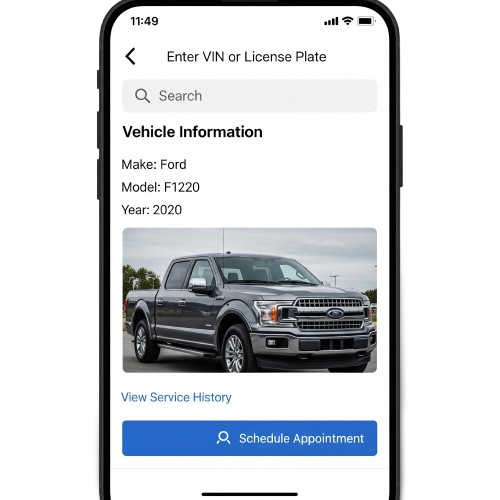 11:49
Enter VIN or License Plate
Search
Vehicle Information
Make: Ford
Model: F1220
Year: 2020
Ford
View Service History
Schedule Appointment